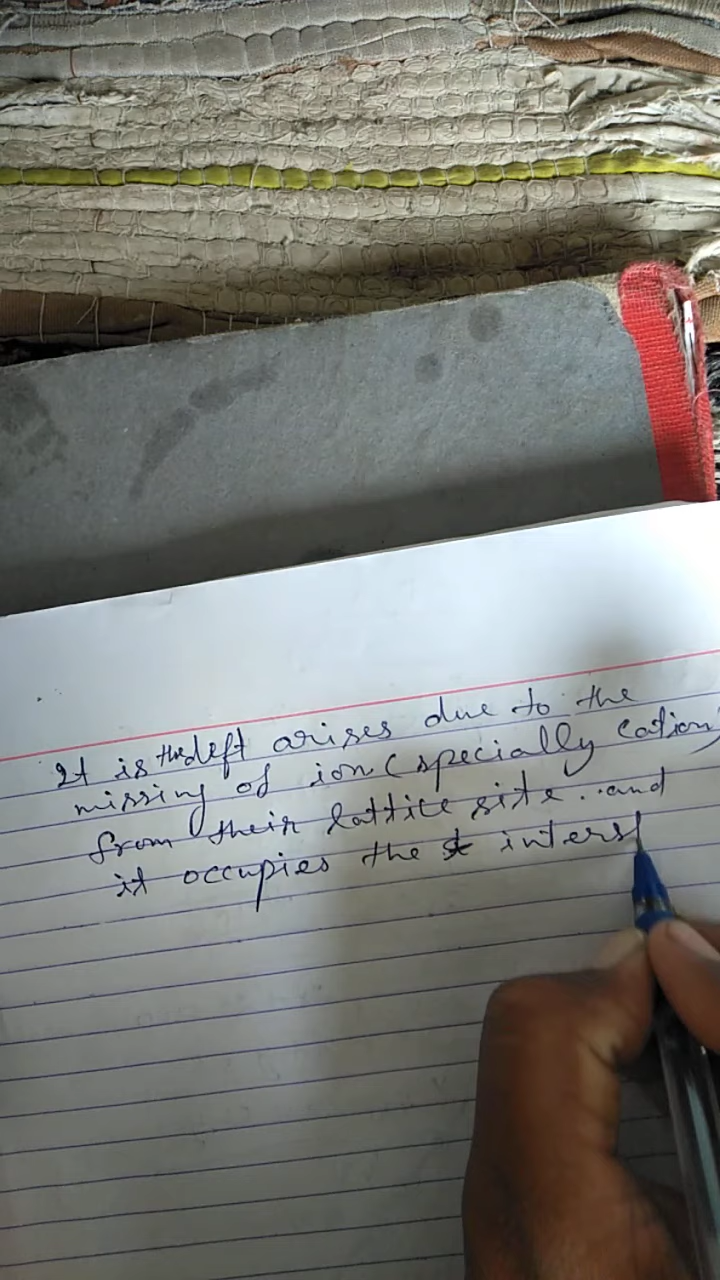 It is the deft arises due to the
missing of ion (specially cation)
from their lattice site. and
it occupies the inters